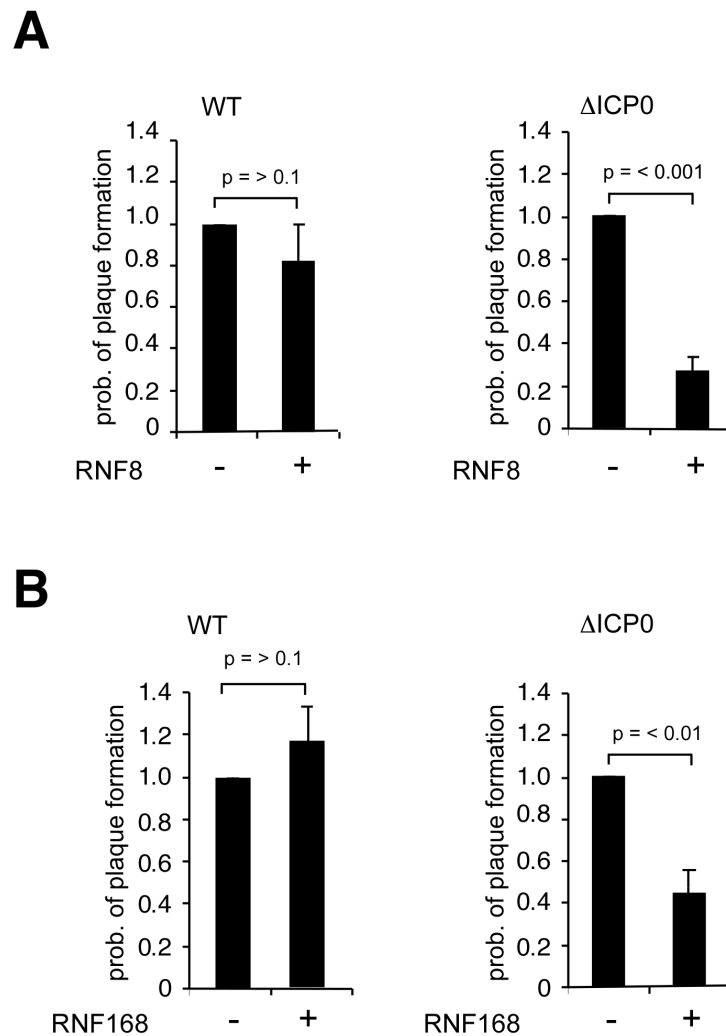 A
WT
p = > 0.1
prob. of plaque formation
1.4
1.2
1.0
0.8
0.6
0.4
0.2
0
RNF8 - +
ΔICP0
p = < 0.001
prob. of plaque formation
1.4
1.2
1.0
0.8
0.6
0.4
0.2
0
RNF8 - +
B
WT
p = > 0.1
prob. of plaque formation
1.4
1.2
1.0
0.8
0.6
0.4
0.2
0
RNF168 - +
ΔICP0
p = < 0.01
prob. of plaque formation
1.4
1.2
1.0
0.8
0.6
0.4
0.2
0
RNF168 - +